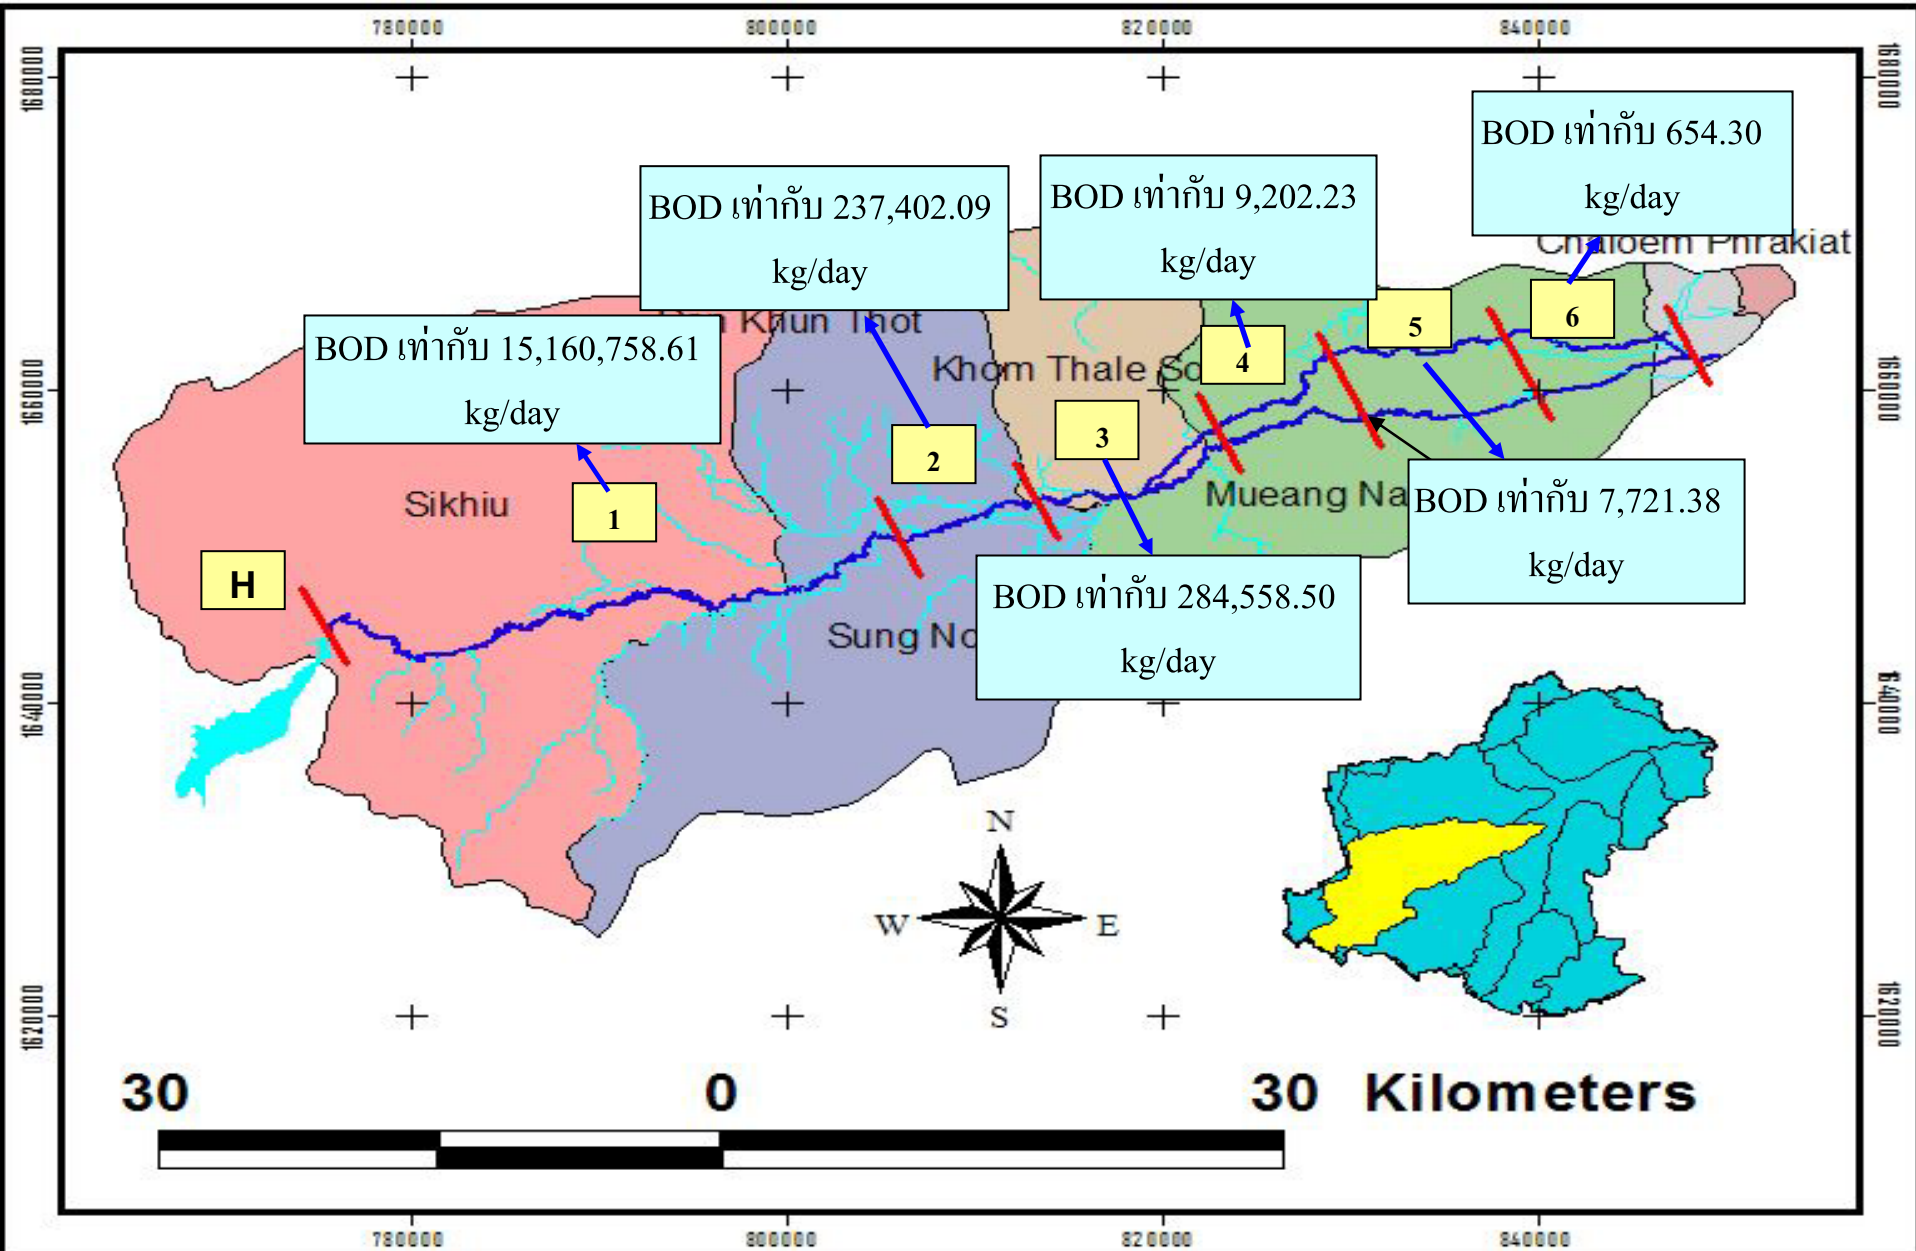 780000 800000 820000 840000
1680000 1680000
BOD เท่ากับ 654.30
kg/day
BOD เท่ากับ 9,202.23
kg/day
BOD เท่ากับ 237,402.09
kg/day
Chaloem Phrakiat
Khun Thot
BOD เท่ากับ 15,160,758.61
kg/day
5
6
4
Khom Thale So
1660000 1660000
3
2
Sikhiu
1
Mueang Na
BOD เท่ากับ 7,721.38
kg/day
H
BOD เท่ากับ 284,558.50
kg/day
Sung No
1640000 1640000
N
W E
S
1620000 1620000
30 0 30 Kilometers
780000 800000 820000 840000